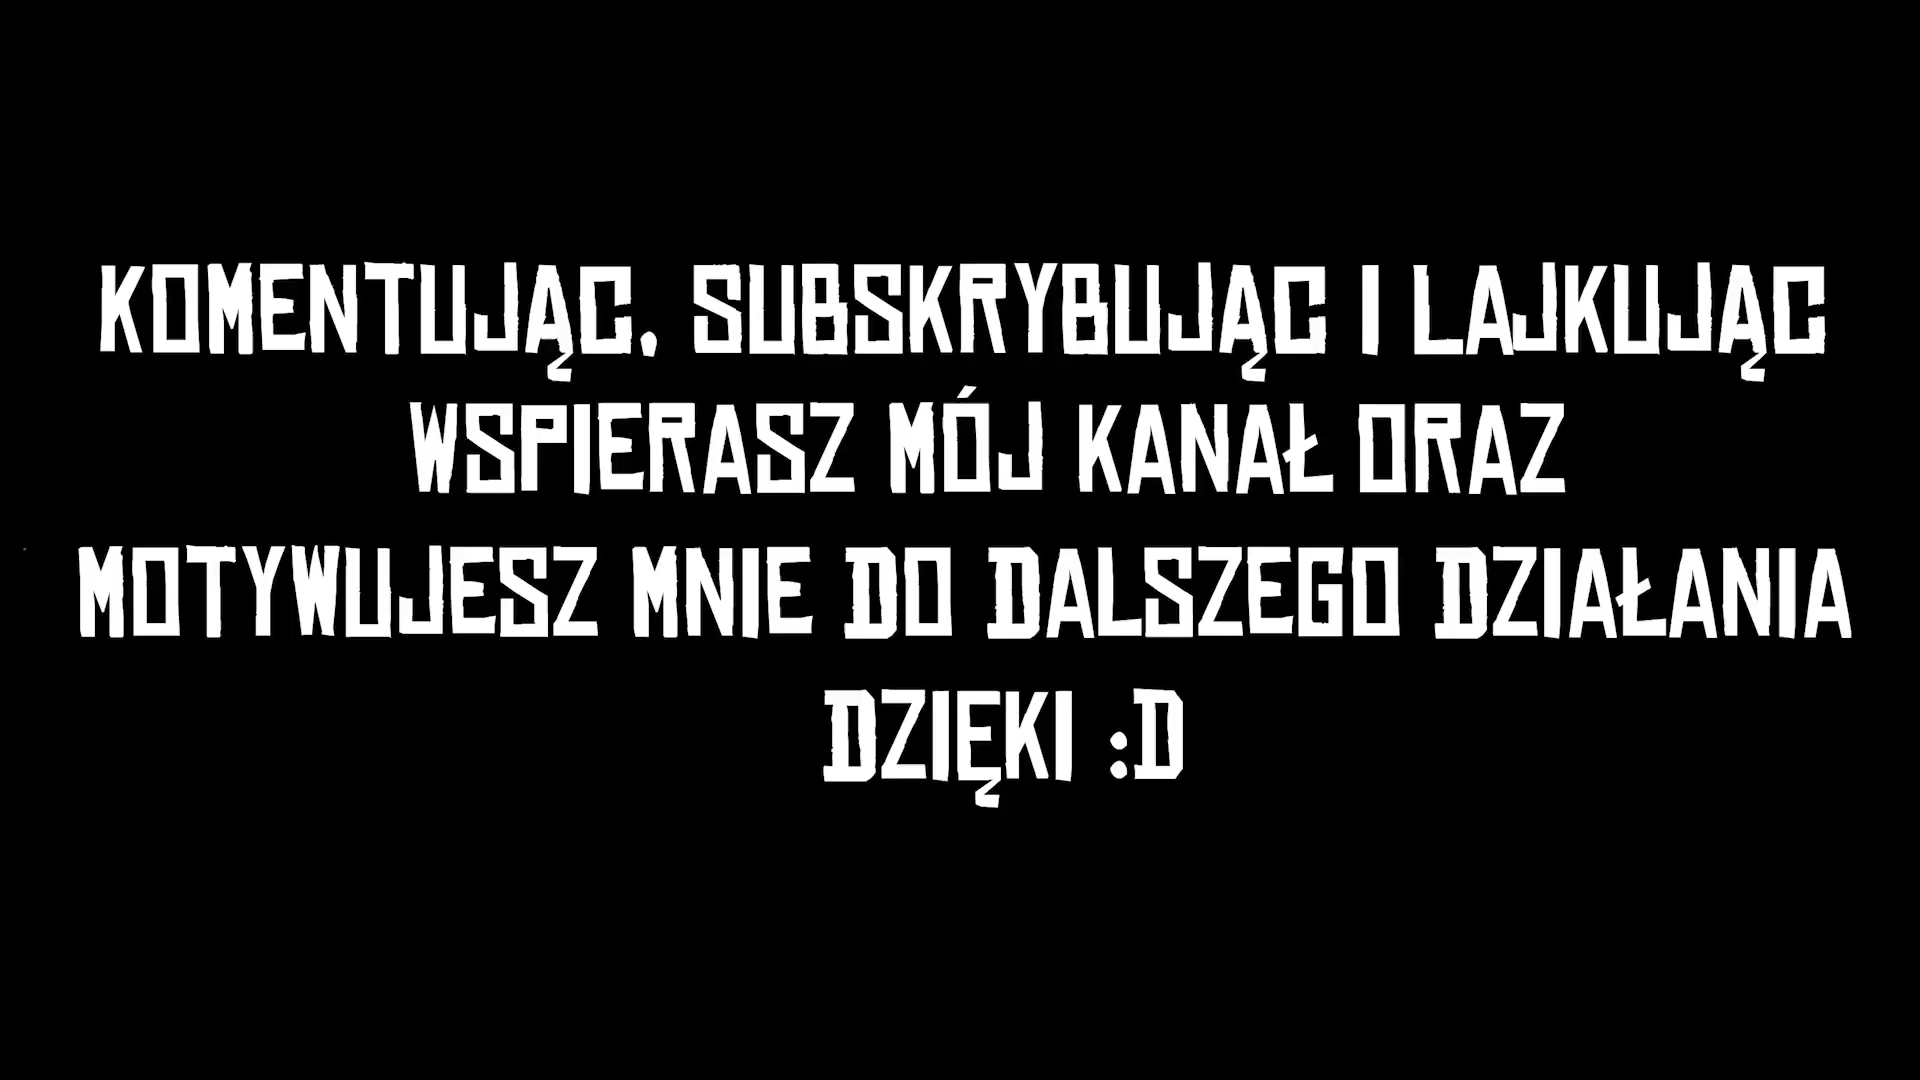 KOMENTUJĄC, SUBSKRYBUJĄC I LAJKUJĄC
WSPIERASZ MÓJ KANAŁ ORAZ
MOTYWUJESZ MNIE DO DALSZEGO DZIAŁANIA
DZIĘKI :D